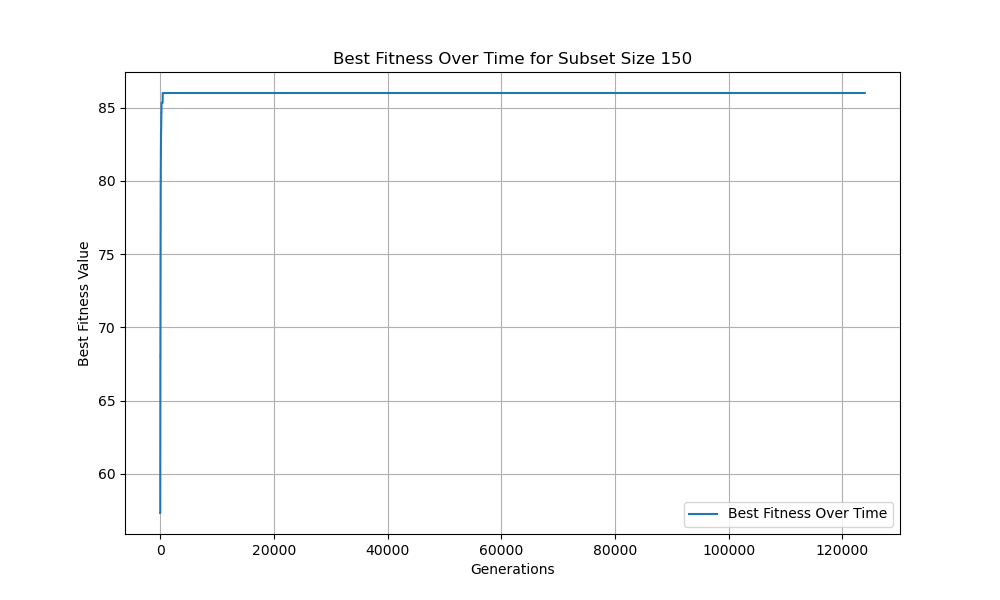 Best Fitness Over Time for Subset Size 150
Best Fitness Value
85
80
75
70
65
60
Best Fitness Over Time
0 20000 40000 60000 80000 100000 120000
Generations